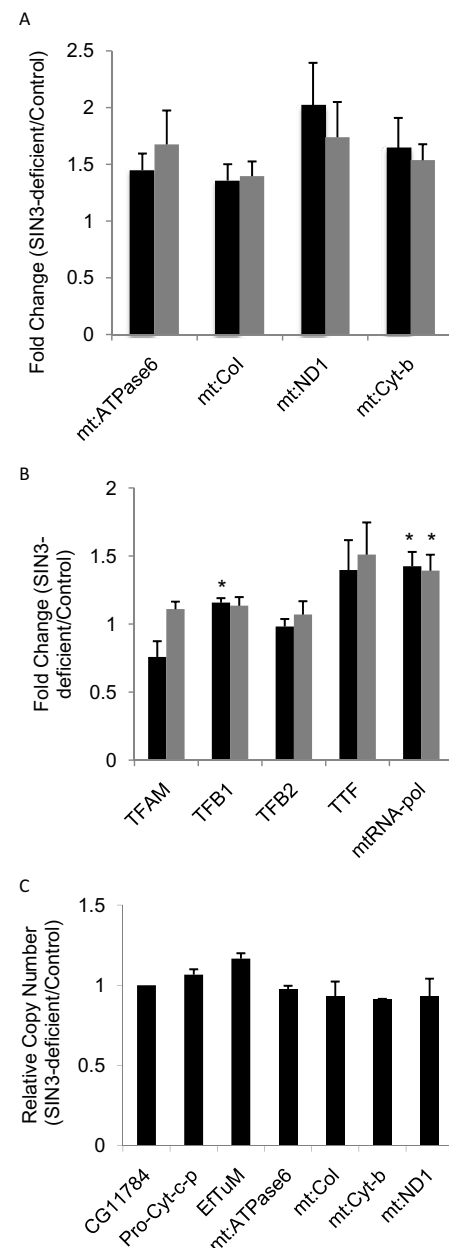 A
Fold Change (SIN3-deficient/Control)
2.5
2
1.5
1
0.5
0
mt:ATPase6
mt:CoI
mt:ND1
mt:Cyt-b
B
Fold Change (SIN3-
deficient/Control)
2
1.5
1
0.5
0
*
* *
TFAM
TFB1
TFB2
TTF
mtRNA-pol
C
Relative Copy Number
(SIN3-deficient/Control)
1.5
1
0.5
0
CG11784
Pro-Cyt-c-p
EfTuM
mt:ATPase6
mt:CoI
mt:Cyt-b
mt:ND1